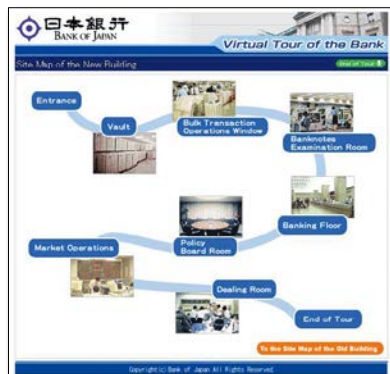 日本銀行
BANK OF JAPAN
Virtual Tour of the Bank
Site Map of the New Building
End of Tour
Entrance
Vault
Bulk Transaction
Operations Window
Banknotes
Examination Room
Banking Floor
Policy
Board Room
Market Operations
Dealing Room
End of Tour
To the Site Map of the Old Building
Copyright(c) Bank of Japan All Rights Reserved.